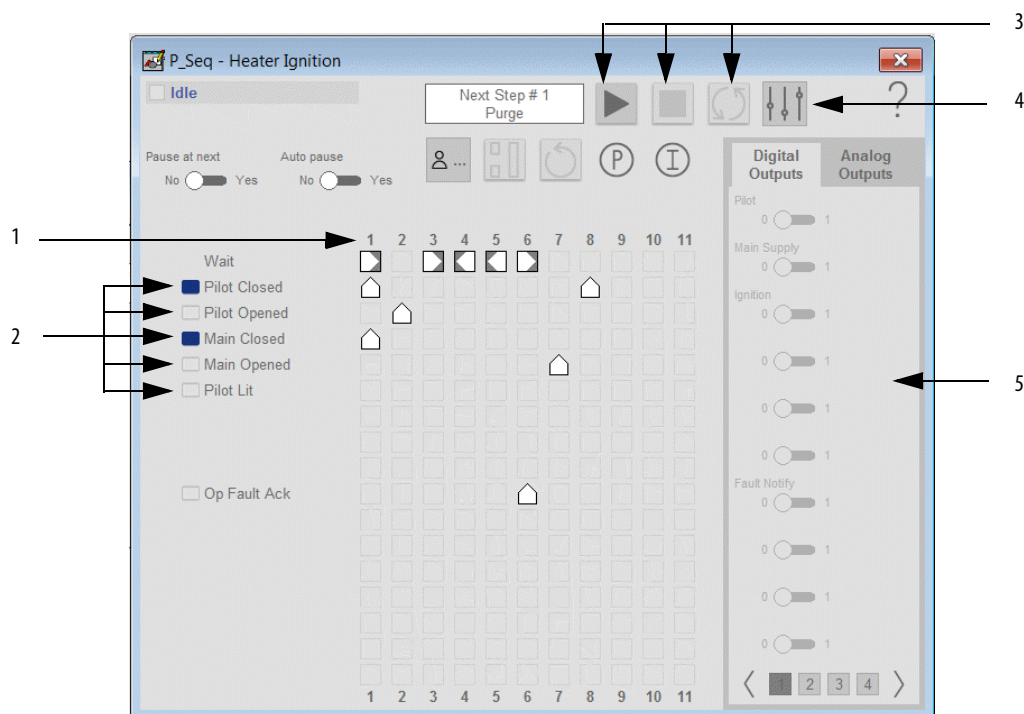 3
P_Seq - Heater Ignition
Idle
Next Step # 1
Purge
4
?
Pause at next
No Yes
Auto pause
No Yes
...
P
I
Digital
Outputs
Analog
Outputs
1
1 2 3 4 5 6 7 8 9 10 11
Wait
Pilot Closed
Pilot Opened
2
Main Closed
Main Opened
Pilot Lit
Op Fault Ack
1 2 3 4 5 6 7 8 9 10 11
Pilot
0 1
Main Supply
0 1
Ignition
0 1
0 1
5
0 1
0 1
Fault Notify
0 1
0 1
0 1
0 1
1 2 3 4